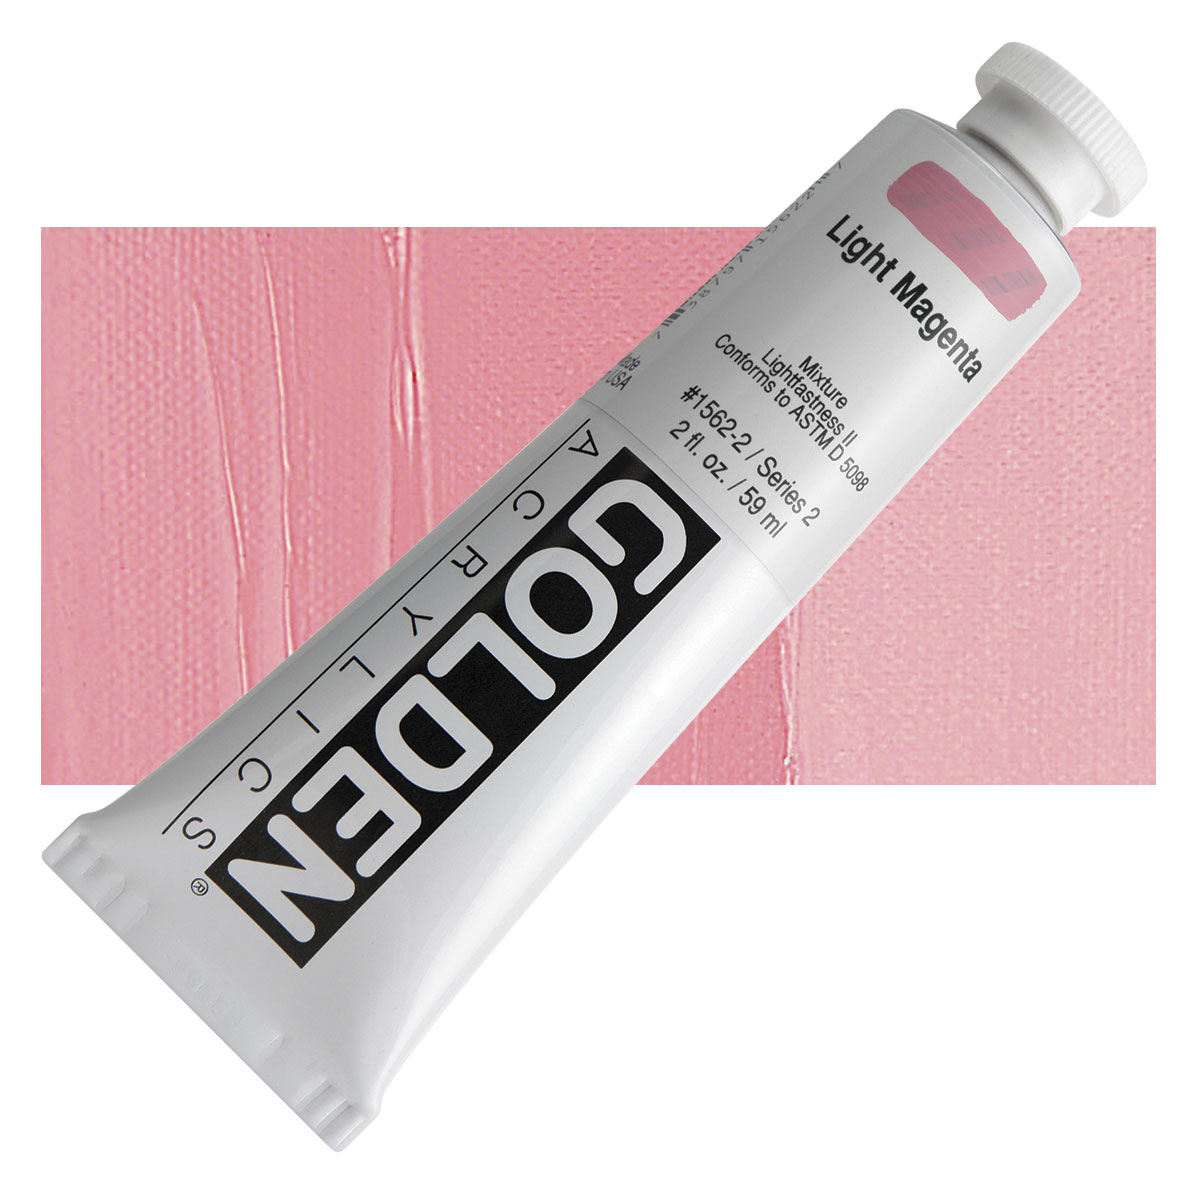 Light Magenta
Mixture
Lightfastness II
Conforms to ASTM D 5098
#1562-2 / Series 2
2 fl. oz. / 59 ml
USA
GOLDEN®
ACRYLICS